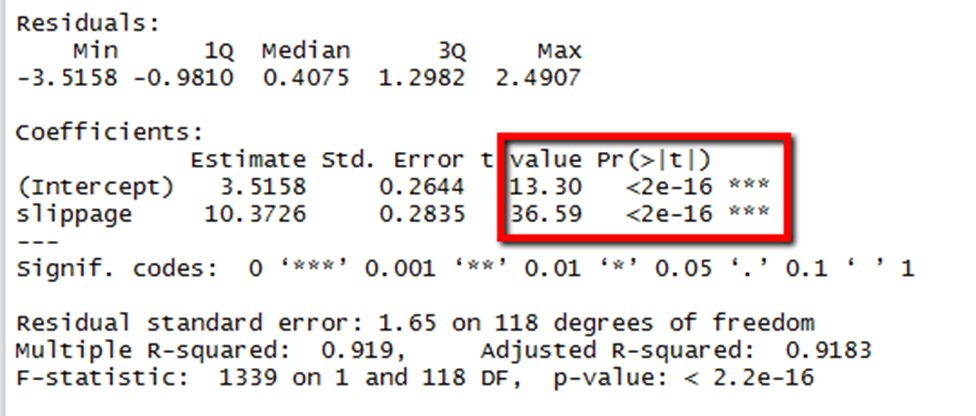 Residuals:
    Min      1Q  Median      3Q     Max
-3.5158 -0.9810  0.4075  1.2982  2.4907
Coefficients:
            Estimate Std. Error t value Pr(>|t|)
(Intercept)   3.5158     0.2644   13.30   <2e-16 ***
slippage     10.3726     0.2835   36.59   <2e-16 ***
---
Signif. codes:  0 ‘***’ 0.001 ‘**’ 0.01 ‘*’ 0.05 ‘.’ 0.1 ‘ ’ 1
Residual standard error: 1.65 on 118 degrees of freedom
Multiple R-squared:  0.919,     Adjusted R-squared:  0.9183
F-statistic:  1339 on 1 and 118 DF,  p-value: < 2.2e-16